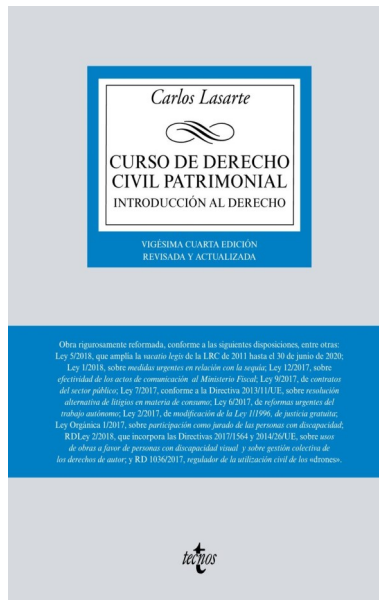 Carlos Lasarte
CURSO DE DERECHO
CIVIL PATRIMONIAL
INTRODUCCIÓN AL DERECHO
VIGÉSIMA CUARTA EDICIÓN
REVISADA Y ACTUALIZADA
Obra rigurosamente reformada, conforme a las siguientes disposiciones, entre otras:
Ley 5/2018, que amplía la vacatio legis de la LRC de 2011 hasta el 30 de junio de 2020;
Ley 1/2018, sobre medidas urgentes en relación con la sequía; Ley 12/2017, sobre
efectividad de los actos de comunicación al Ministerio Fiscal; Ley 9/2017, de contratos
del sector público; Ley 7/2017, conforme a la Directiva 2013/11/UE, sobre resolución
alternativa de litigios en materia de consumo; Ley 6/2017, de reformas urgentes del
trabajo autónomo; Ley 2/2017, de modificación de la Ley 1/1996, de justicia gratuita;
Ley Orgánica 1/2017, sobre participación como jurado de las personas con discapacidad;
RDLey 2/2018, que incorpora las Directivas 2017/1564 y 2014/26/UE, sobre usos
de obras a favor de personas con discapacidad visual y sobre gestión colectiva de
los derechos de autor; y RD 1036/2017, regulador de la utilización civil de los «drones».
tecnos